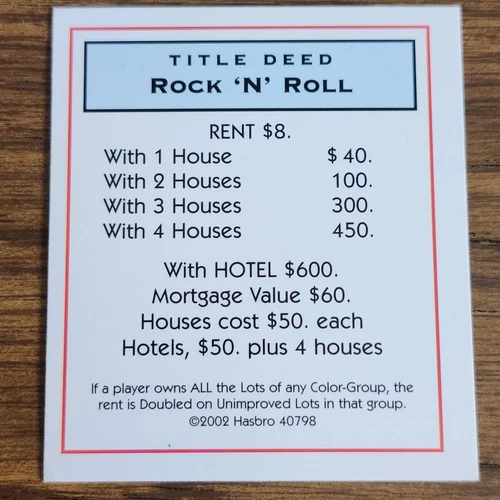 TITLE DEED
ROCK 'N' ROLL
RENT $8.
With 1 House $ 40.
With 2 Houses 100.
With 3 Houses 300.
With 4 Houses 450.
With HOTEL $600.
Mortgage Value $60.
Houses cost $50. each
Hotels, $50. plus 4 houses
If a player owns ALL the Lots of any Color-Group, the
rent is Doubled on Unimproved Lots in that group.
©2002 Hasbro 40798